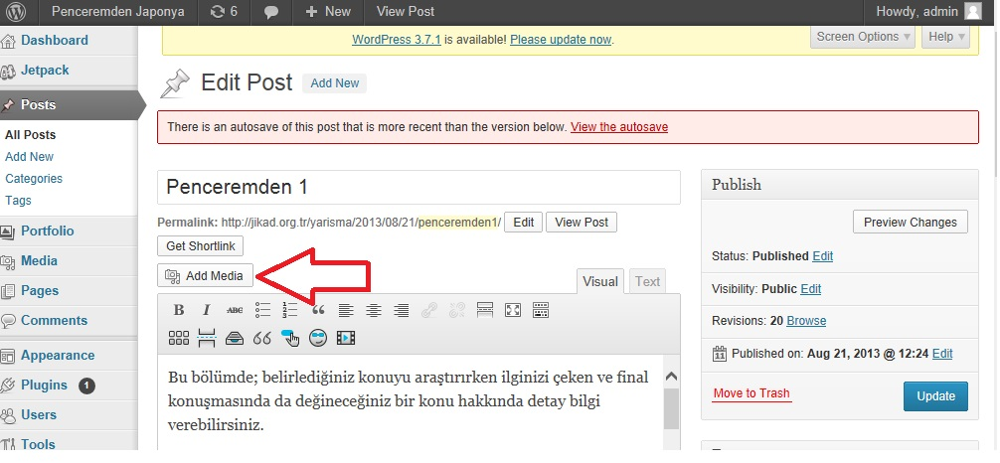 Penceremden Japonya 6 + New View Post Howdy, admin
Dashboard
Jetpack
Posts
All Posts
Add New
Categories
Tags
Portfolio
Media
Pages
Comments
Appearance
Plugins 1
Users
Tools
WordPress 3.7.1 is available! Please update now.
Screen Options Help
Edit Post Add New
There is an autosave of this post that is more recent than the version below. View the autosave
Penceremden 1
Permalink: http://jikad.org.tr/yarisma/2013/08/21/penceremden1/ Edit View Post
Get Shortlink
Add Media
Visual Text
B I ABC
Bu bölümde; belirlediğiniz konuyu araştırırken ilginizi çeken ve final
konuşmasında da değineceğiniz bir konu hakkında detay bilgi
verebilirsiniz.
Publish
Preview Changes
Status: Published Edit
Visibility: Public Edit
Revisions: 20 Browse
11 Published on: Aug 21, 2013 @ 12:24 Edit
Move to Trash Update